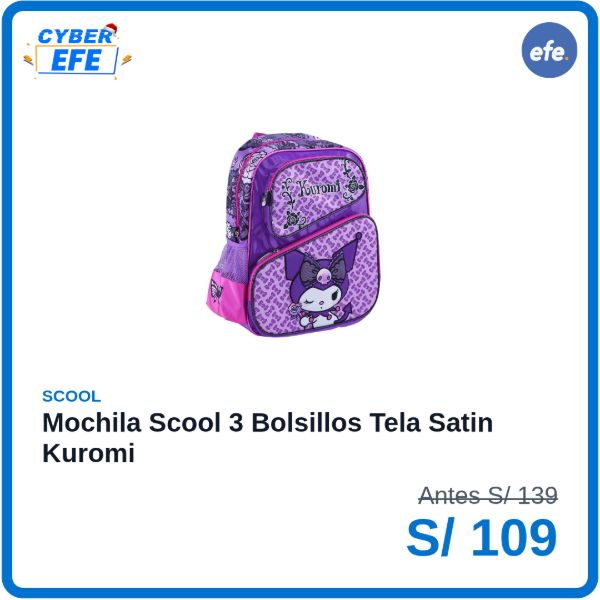 CYBER
EFE
efe.
Kuromi
SCOOL
Mochila Scool 3 Bolsillos Tela Satin
Kuromi
Antes S/ 139
S/ 109